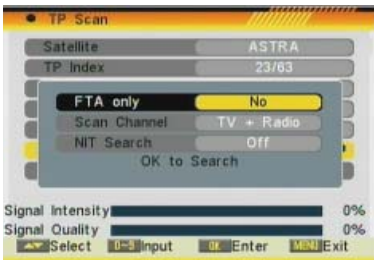 TP Scan
Satellite ASTRA
TP Index 23/63
FTA only No
Scan Channel TV + Radio
NIT Search Off
OK to Search
Signal Intensity 0%
Signal Quality 0%
Select 0~9 Input OK Enter MENU Exit